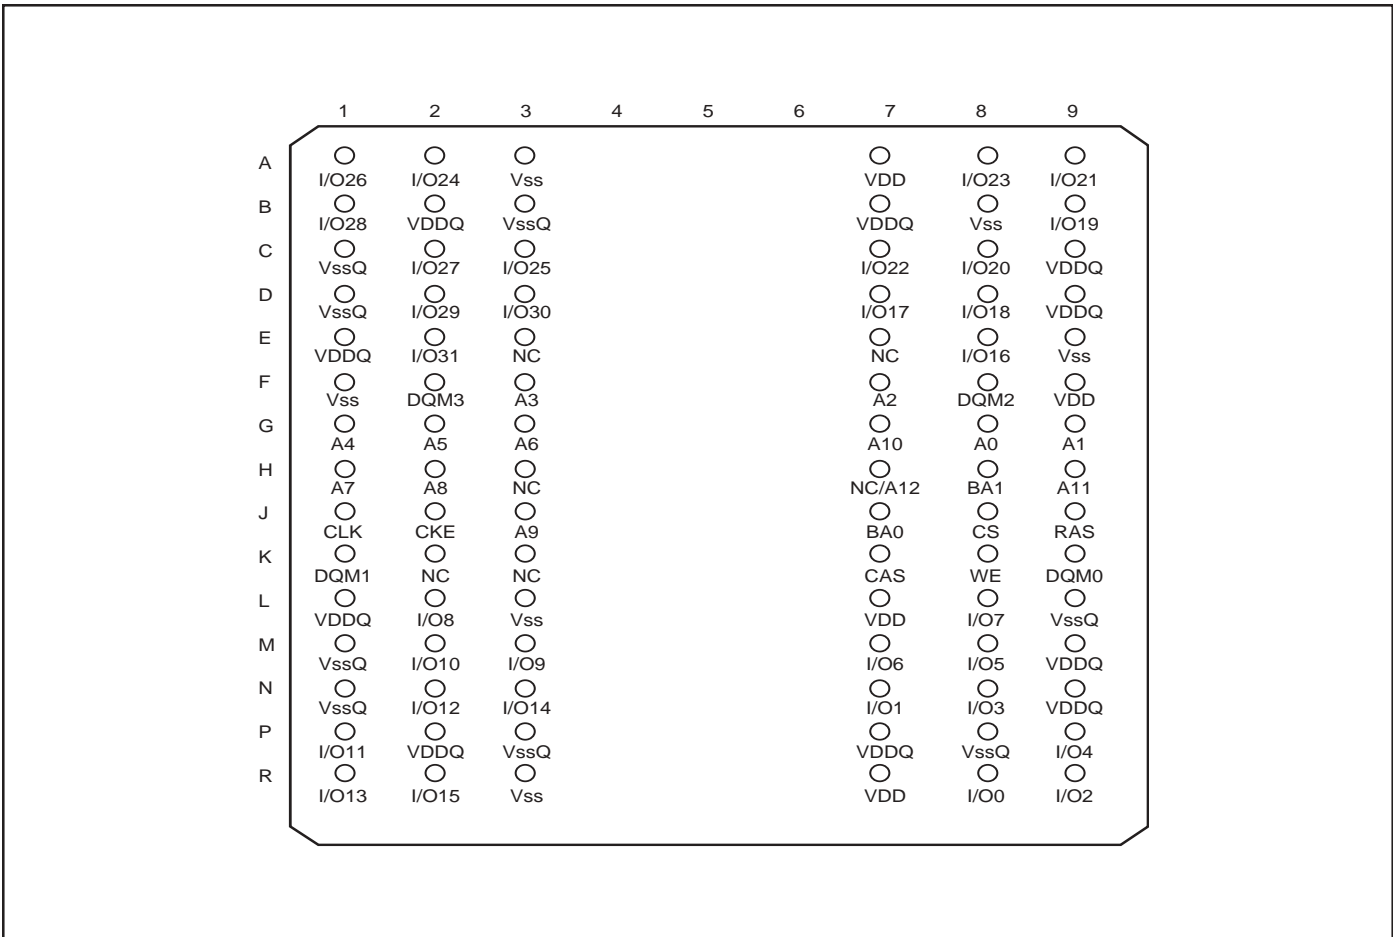 1 2 3 4 5 6 7 8 9
A
I/O26 I/O24 Vss VDD I/O23 I/O21
B
I/O28 VDDQ VssQ VDDQ Vss I/O19
C
VssQ I/O27 I/O25 I/O22 I/O20 VDDQ
D
VssQ I/O29 I/O30 I/O17 I/O18 VDDQ
E
VDDQ I/O31 NC NC I/O16 Vss
F
Vss DQM3 A3 A2 DQM2 VDD
G
A4 A5 A6 A10 A0 A1
H
A7 A8 NC NC/A12 BA1 A11
J
CLK CKE A9 BA0 CS RAS
K
DQM1 NC NC CAS WE DQM0
L
VDDQ I/O8 Vss VDD I/O7 VssQ
M
VssQ I/O10 I/O9 I/O6 I/O5 VDDQ
N
VssQ I/O12 I/O14 I/O1 I/O3 VDDQ
P
I/O11 VDDQ VssQ VDDQ VssQ I/O4
R
I/O13 I/O15 Vss VDD I/O0 I/O2